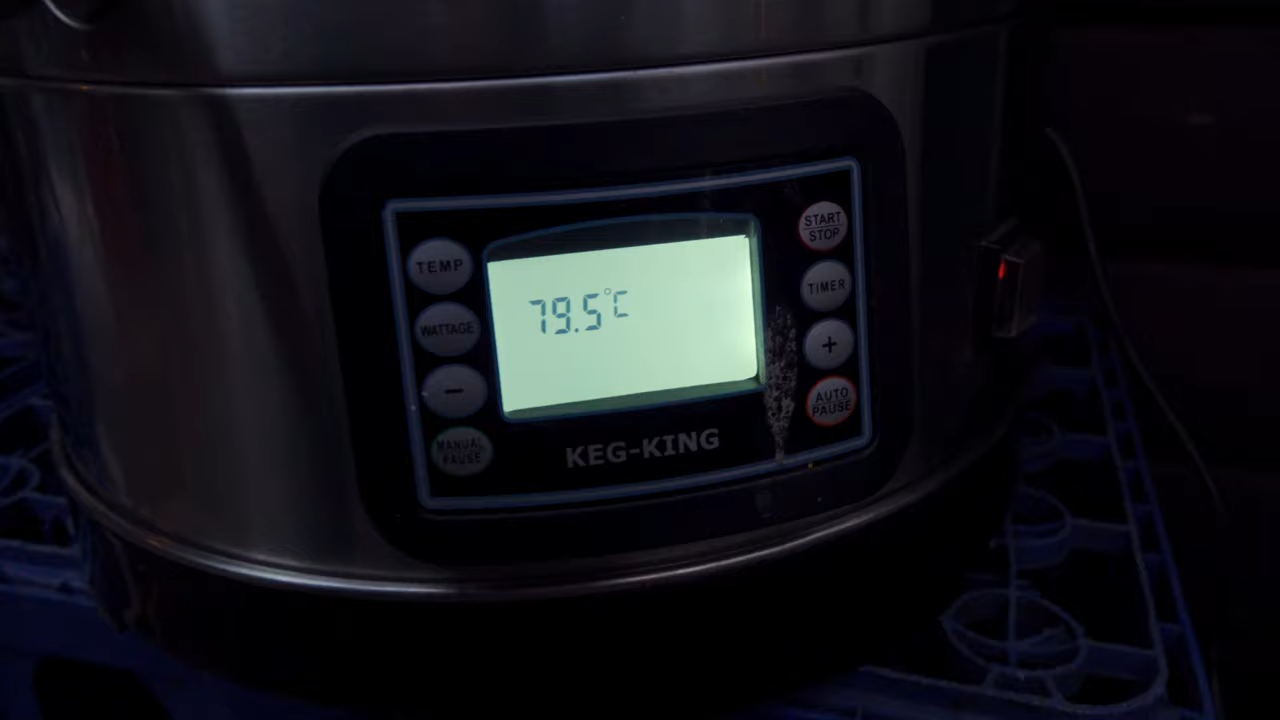 TEMP
WATTAGE
-
MANUAL
PAUSE
79.5°C
START
STOP
TIMER
+
AUTO
PAUSE
KEG-KING